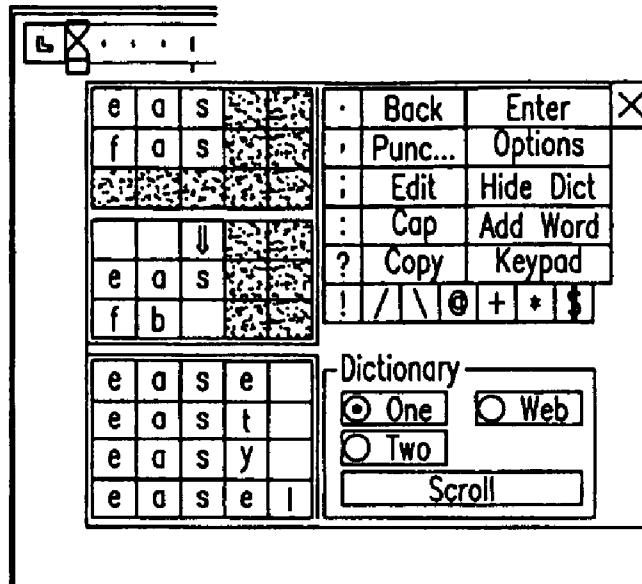 e a s
f a s
⇓
e a s
f b
e a s e
e a s t
e a s y
e a s e l
. Back Enter X
, Punc... Options
; Edit Hide Dict
: Cap Add Word
? Copy Keypad
! / \ @ + * $
Dictionary
One Web
Two
Scroll